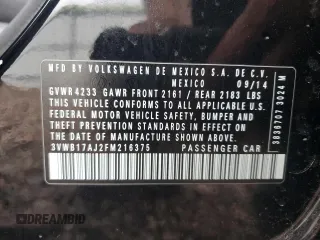 MFD. BY VOLKSWAGEN DE MEXICO S.A. DE C.V.
MEXICO 09/14
GVWR 4233 GAWR FRONT 2161 / REAR 2183 LBS
THIS VEHICLE CONFORMS TO ALL APPLICABLE U.S.
FEDERAL MOTOR VEHICLE SAFETY, BUMPER, AND
THEFT PREVENTION STANDARDS IN EFFECT ON THE
DATE OF MANUFACTURE SHOWN ABOVE.
3VWB17AJ2FM216375 PASSENGER CAR
3836707 3024 M
DREAMBID